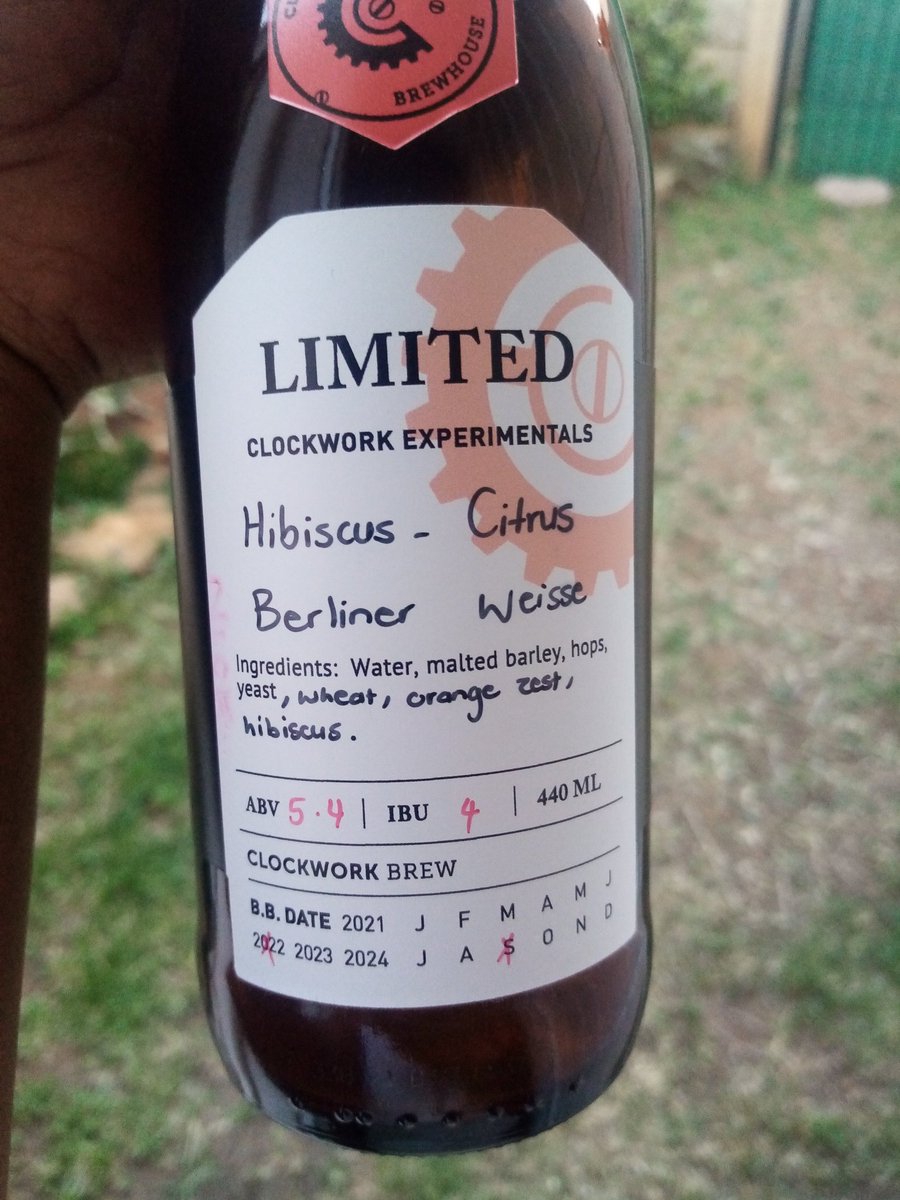 BREWHOUSE
LIMITED
CLOCKWORK EXPERIMENTALS
Hibiscus - Citrus
Berliner Weisse
Ingredients: Water, malted barley, hops,
yeast, wheat, orange zest,
hibiscus.
ABV 5.4 | IBU 4 | 440 ML
CLOCKWORK BREW
B.B. DATE 2021 J F M A M J
2022 2023 2024 J A S O N D